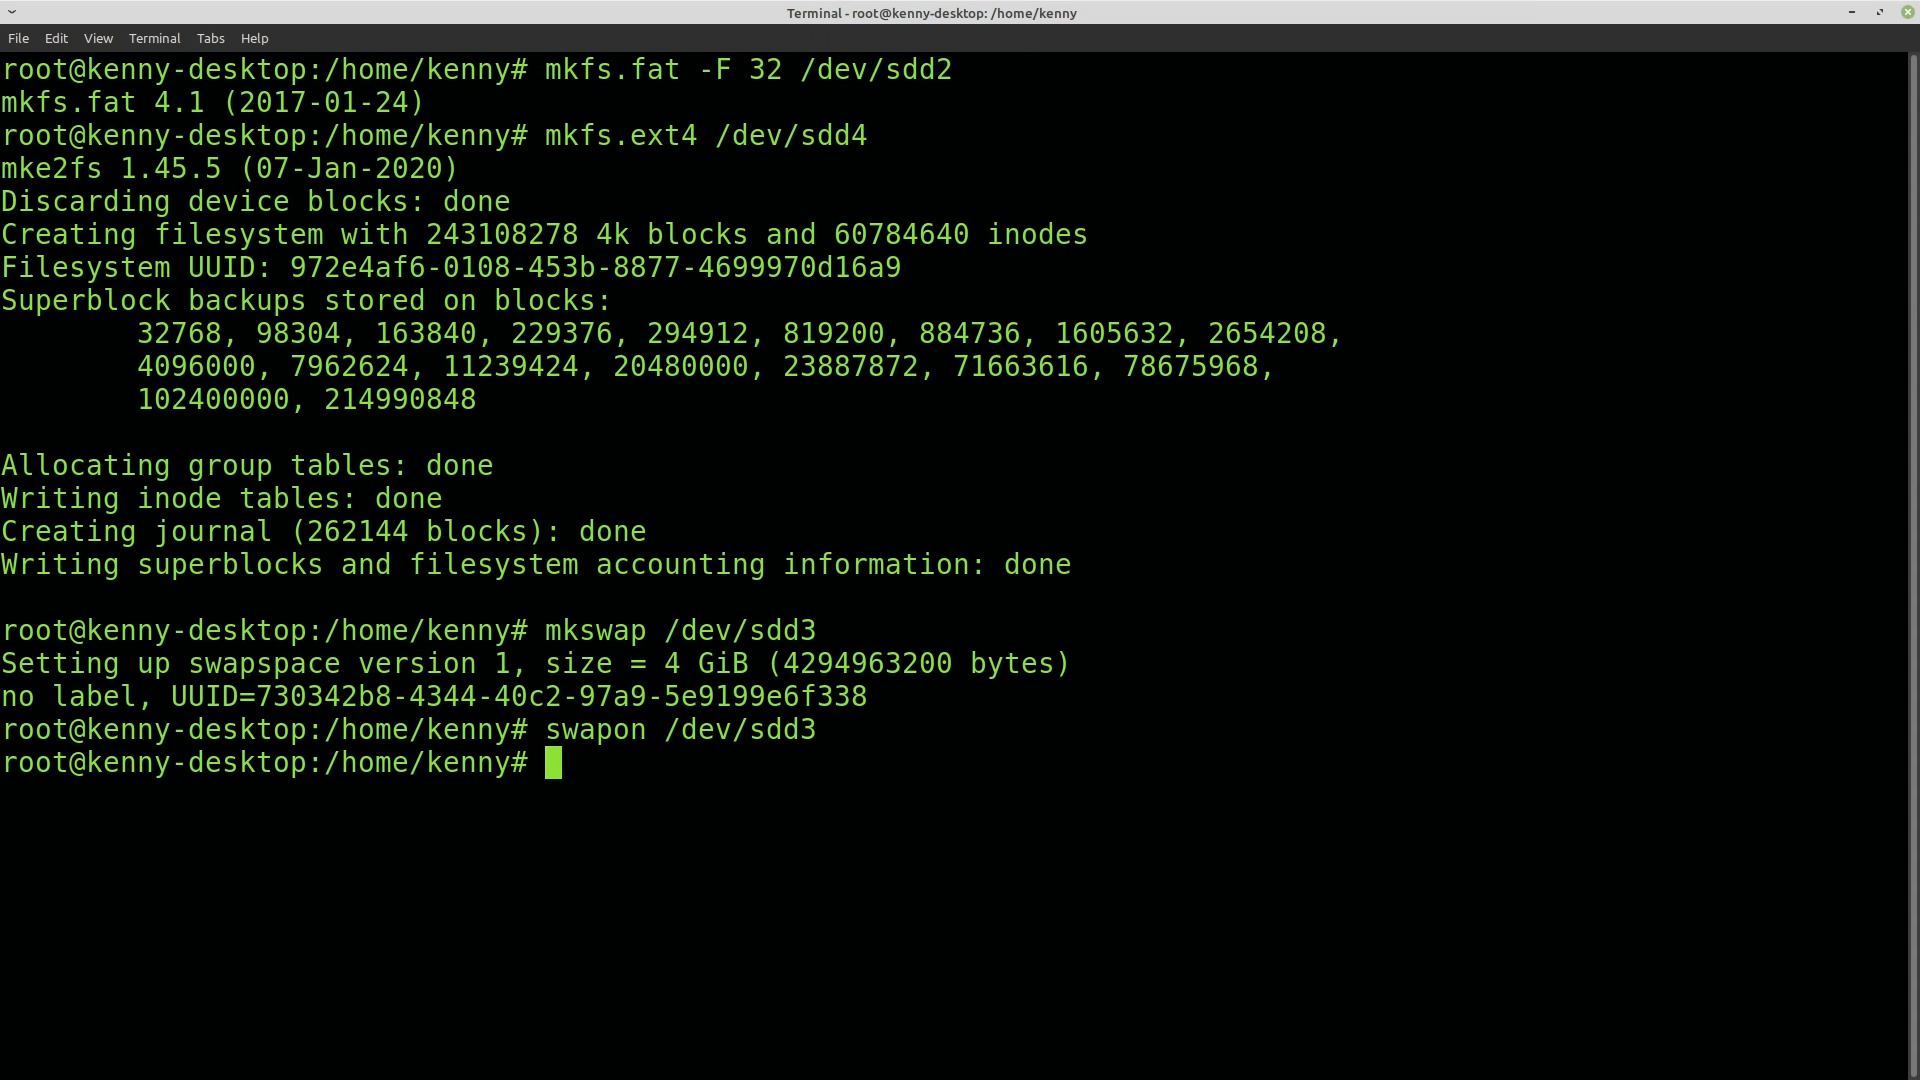 Terminal - root@kenny-desktop: /home/kenny
File Edit View Terminal Tabs Help
root@kenny-desktop:/home/kenny# mkfs.fat -F 32 /dev/sdd2
mkfs.fat 4.1 (2017-01-24)
root@kenny-desktop:/home/kenny# mkfs.ext4 /dev/sdd4
mke2fs 1.45.5 (07-Jan-2020)
Discarding device blocks: done
Creating filesystem with 243108278 4k blocks and 60784640 inodes
Filesystem UUID: 972e4af6-0108-453b-8877-4699970d16a9
Superblock backups stored on blocks:
        32768, 98304, 163840, 229376, 294912, 819200, 884736, 1605632, 2654208,
        4096000, 7962624, 11239424, 20480000, 23887872, 71663616, 78675968,
        102400000, 214990848

Allocating group tables: done
Writing inode tables: done
Creating journal (262144 blocks): done
Writing superblocks and filesystem accounting information: done

root@kenny-desktop:/home/kenny# mkswap /dev/sdd3
Setting up swapspace version 1, size = 4 GiB (4294963200 bytes)
no label, UUID=730342b8-4344-40c2-97a9-5e9199e6f338
root@kenny-desktop:/home/kenny# swapon /dev/sdd3
root@kenny-desktop:/home/kenny#